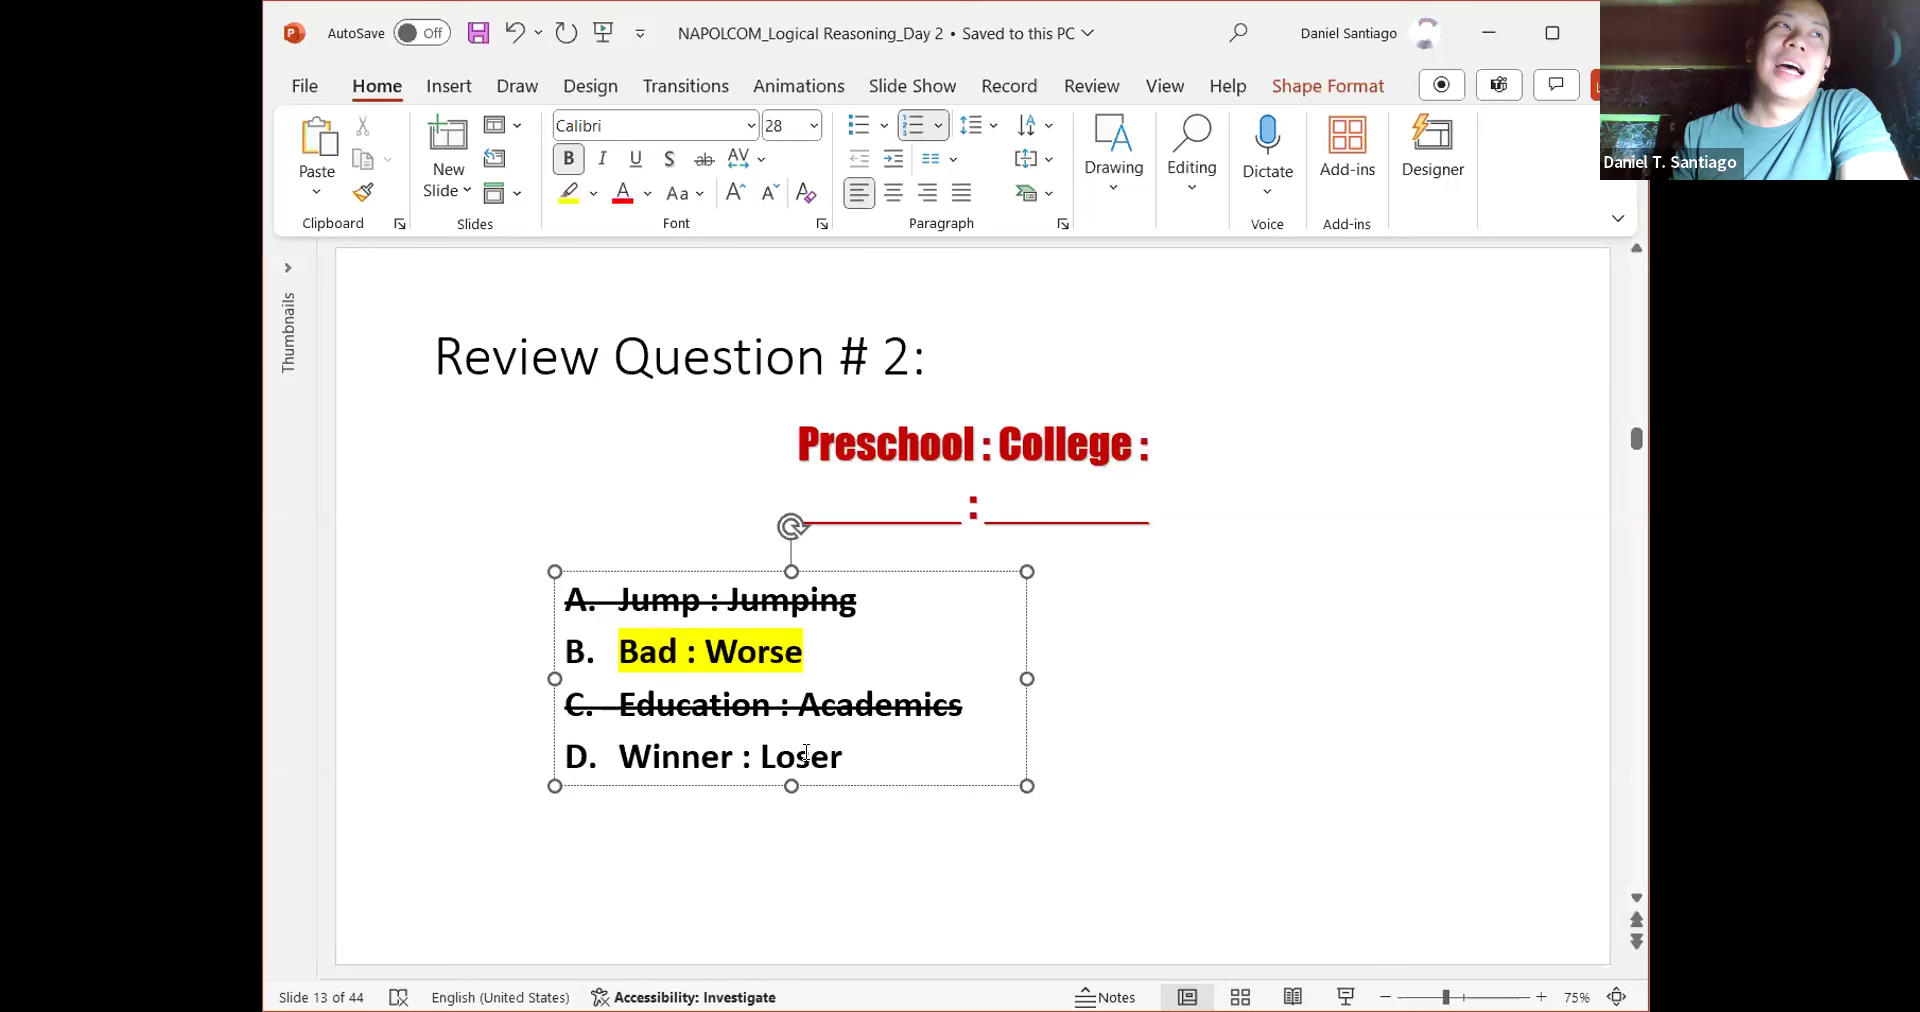 AutoSave Off NAPOLCOM_Logical Reasoning_Day 2 • Saved to this PC Daniel Santiago
File Home Insert Draw Design Transitions Animations Slide Show Record Review View Help Shape Format
Calibri 28
Paste New Slide Drawing Editing Dictate Add-ins Designer
Clipboard Slides Font Paragraph Voice Add-ins
Daniel T. Santiago
Thumbnails
Review Question # 2:
Preschool : College :
__________ : __________
A. Jump : Jumping
B. Bad : Worse
C. Education : Academics
D. Winner : Loser
Slide 13 of 44 English (United States) Accessibility: Investigate Notes 75%